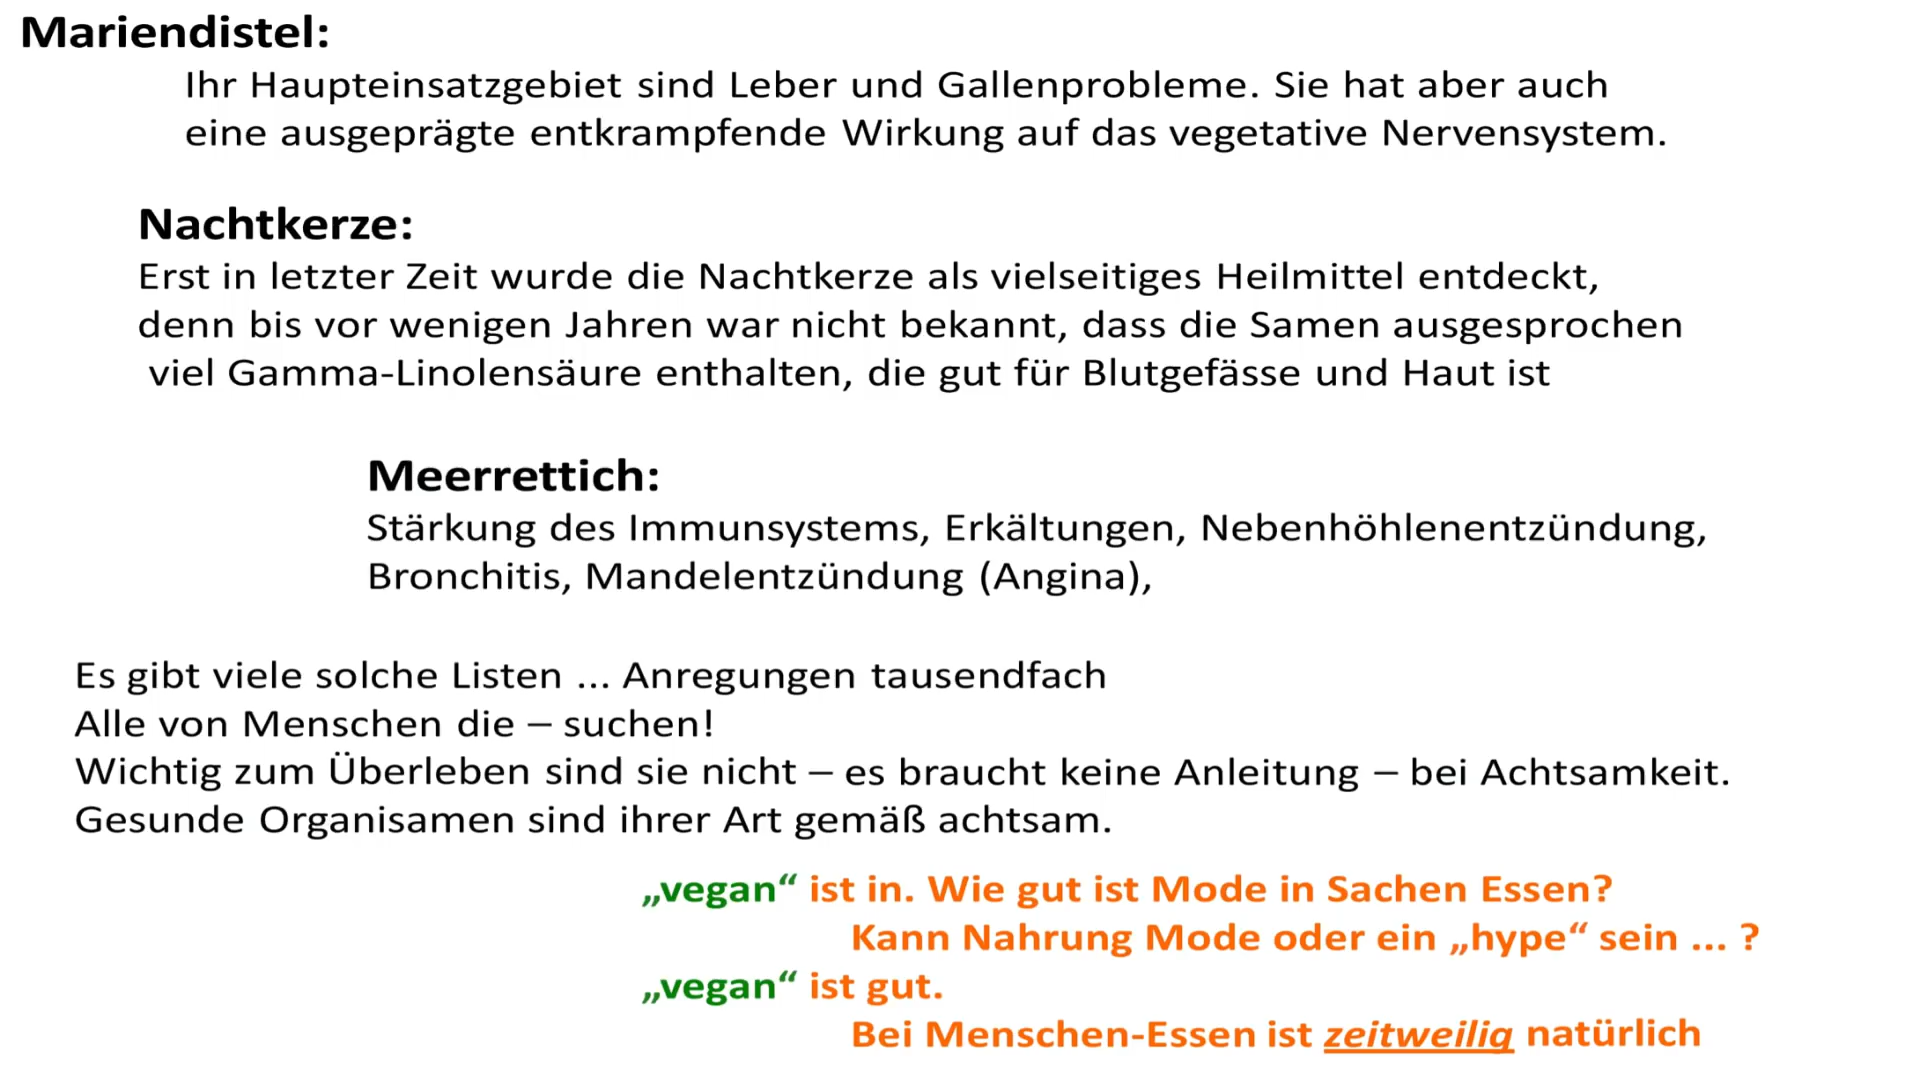 Mariendistel:
Ihr Haupteinsatzgebiet sind Leber und Gallenprobleme. Sie hat aber auch
eine ausgeprägte entkrampfende Wirkung auf das vegetative Nervensystem.
Nachtkerze:
Erst in letzter Zeit wurde die Nachtkerze als vielseitiges Heilmittel entdeckt,
denn bis vor wenigen Jahren war nicht bekannt, dass die Samen ausgesprochen
viel Gamma-Linolensäure enthalten, die gut für Blutgefässe und Haut ist
Meerrettich:
Stärkung des Immunsystems, Erkältungen, Nebenhöhlenentzündung,
Bronchitis, Mandelentzündung (Angina),
Es gibt viele solche Listen ... Anregungen tausendfach
Alle von Menschen die – suchen!
Wichtig zum Überleben sind sie nicht – es braucht keine Anleitung – bei Achtsamkeit.
Gesunde Organisamen sind ihrer Art gemäß achtsam.
„vegan“ ist in. Wie gut ist Mode in Sachen Essen?
Kann Nahrung Mode oder ein „hype“ sein ... ?
„vegan“ ist gut.
Bei Menschen-Essen ist zeitweilig natürlich